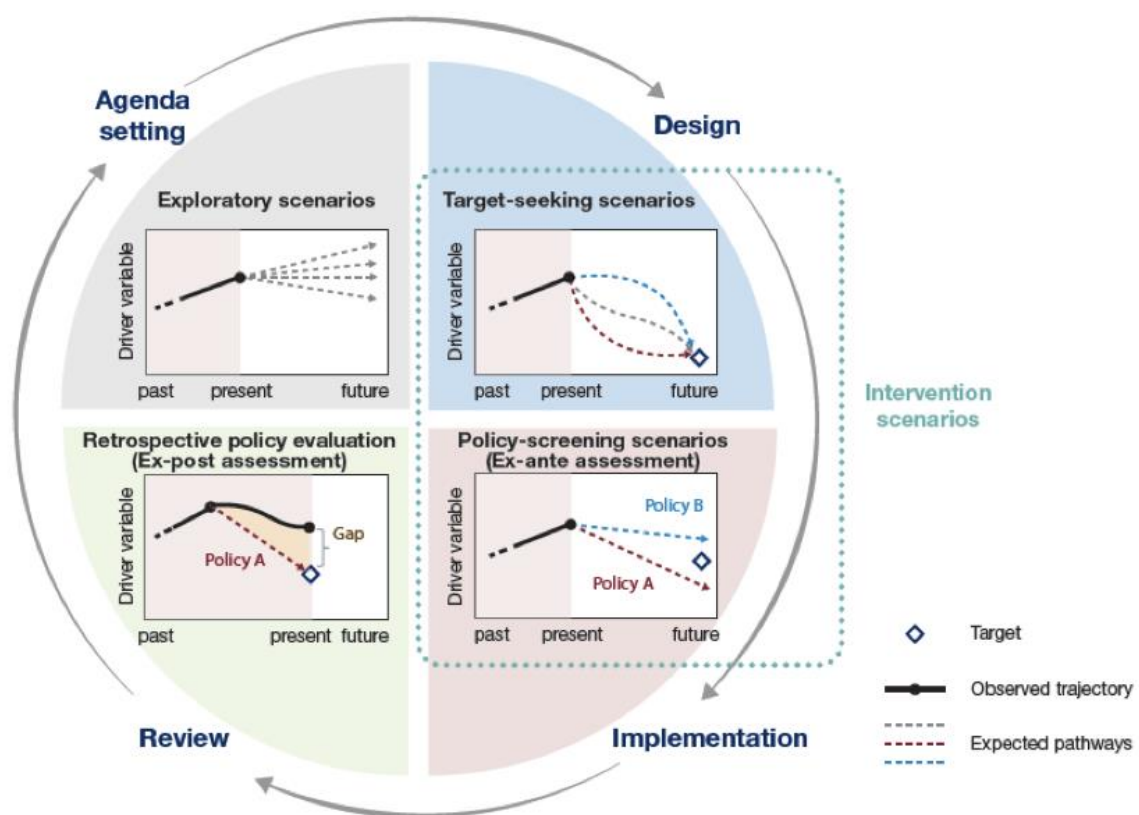 Agenda
setting
Design
Exploratory scenarios
Driver variable
past
present
future
Target-seeking scenarios
Driver variable
past
present
future
Intervention
scenarios
Retrospective policy evaluation
(Ex-post assessment)
Driver variable
Policy A
Gap
past
present
future
Policy-screening scenarios
(Ex-ante assessment)
Driver variable
Policy B
Policy A
past
present
future
Review
Implementation
Target
Observed trajectory
Expected pathways